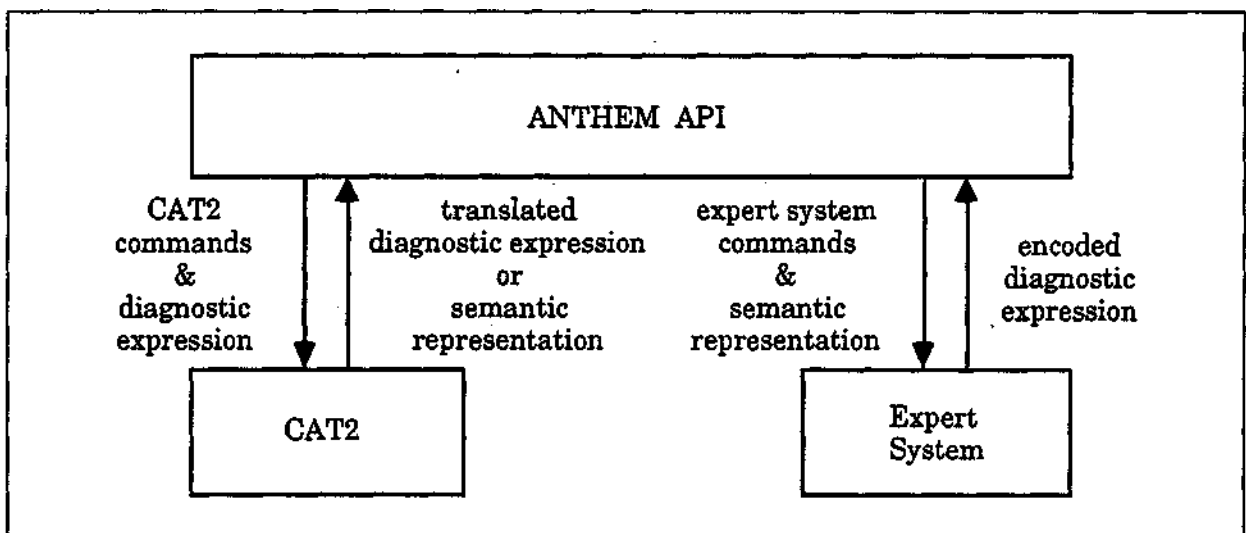 ANTHEM API
CAT2
commands
&
diagnostic
expression
translated
diagnostic expression
or
semantic
representation
expert system
commands
&
semantic
representation
encoded
diagnostic
expression
CAT2
Expert
System